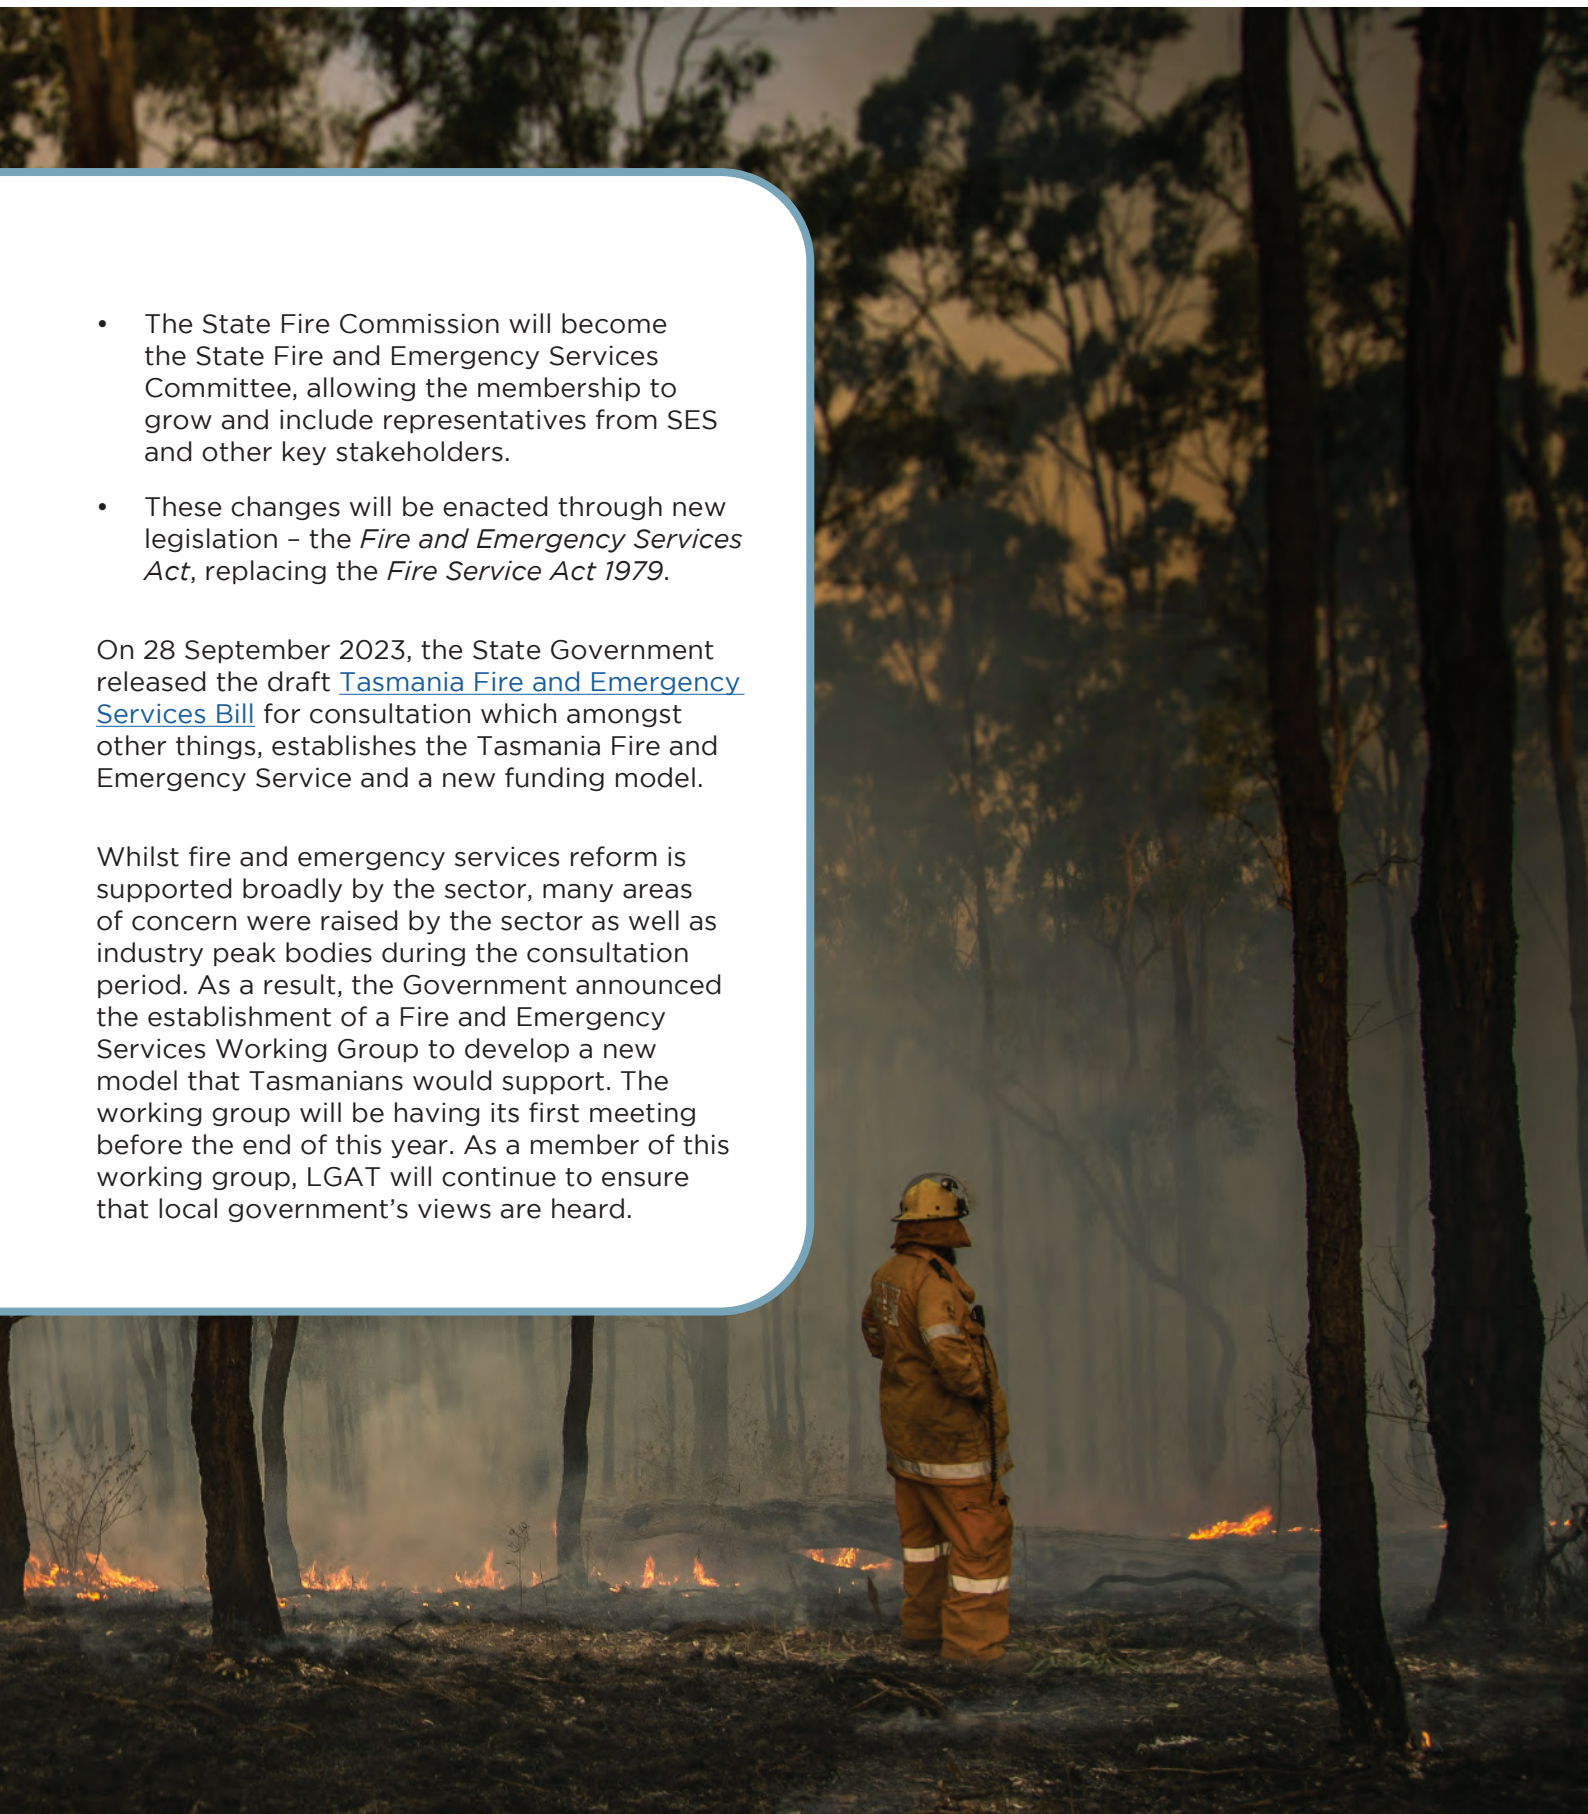 • The State Fire Commission will become
the State Fire and Emergency Services
Committee, allowing the membership to
grow and include representatives from SES
and other key stakeholders.
• These changes will be enacted through new
legislation – the Fire and Emergency Services
Act, replacing the Fire Service Act 1979.
On 28 September 2023, the State Government
released the draft Tasmania Fire and Emergency
Services Bill for consultation which amongst
other things, establishes the Tasmania Fire and
Emergency Service and a new funding model.
Whilst fire and emergency services reform is
supported broadly by the sector, many areas
of concern were raised by the sector as well as
industry peak bodies during the consultation
period. As a result, the Government announced
the establishment of a Fire and Emergency
Services Working Group to develop a new
model that Tasmanians would support. The
working group will be having its first meeting
before the end of this year. As a member of this
working group, LGAT will continue to ensure
that local government’s views are heard.